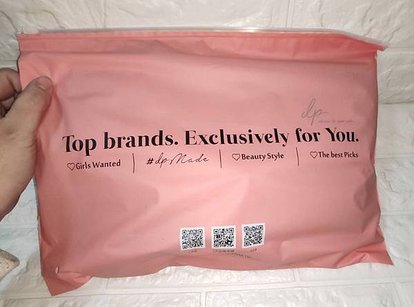 dp
Top brands. Exclusively for You.
♡Girls Wanted | #dpMade | ♡Beauty Style | ♡The best Picks